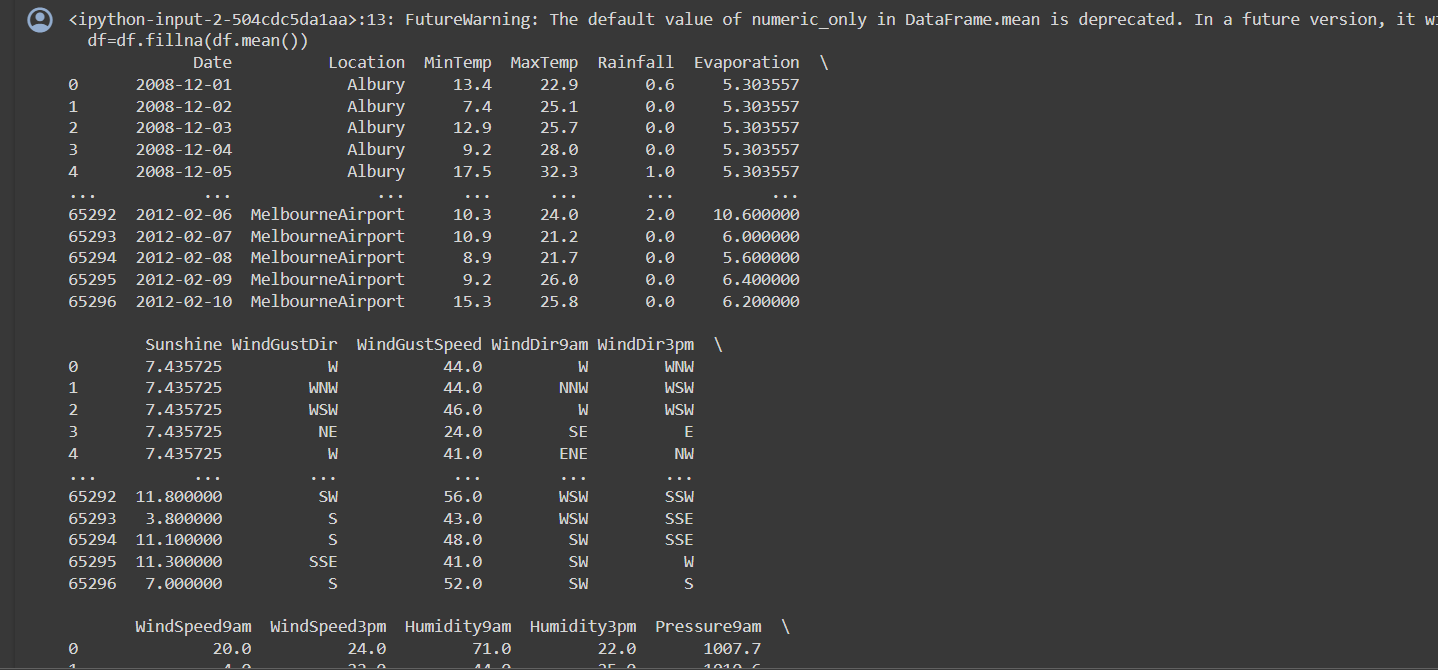 <ipython-input-2-504cdc5da1aa>:13: FutureWarning: The default value of numeric_only in DataFrame.mean is deprecated. In a future version, it
df=df.fillna(df.mean())
Date Location MinTemp MaxTemp Rainfall Evaporation \
0 2008-12-01 Albury 13.4 22.9 0.6 5.303557
1 2008-12-02 Albury 7.4 25.1 0.0 5.303557
2 2008-12-03 Albury 12.9 25.7 0.0 5.303557
3 2008-12-04 Albury 9.2 28.0 0.0 5.303557
4 2008-12-05 Albury 17.5 32.3 1.0 5.303557
... ... ... ... ... ... ...
65292 2012-02-06 MelbourneAirport 10.3 24.0 2.0 10.600000
65293 2012-02-07 MelbourneAirport 10.9 21.2 0.0 6.000000
65294 2012-02-08 MelbourneAirport 8.9 21.7 0.0 5.600000
65295 2012-02-09 MelbourneAirport 9.2 26.0 0.0 6.400000
65296 2012-02-10 MelbourneAirport 15.3 25.8 0.0 6.200000
Sunshine WindGustDir WindGustSpeed WindDir9am WindDir3pm \
0 7.435725 W 44.0 W WNW
1 7.435725 WNW 44.0 NNW WSW
2 7.435725 WSW 46.0 W WSW
3 7.435725 NE 24.0 SE E
4 7.435725 W 41.0 ENE NW
... ... ... ... ... ...
65292 11.800000 SW 56.0 WSW SSW
65293 3.800000 S 43.0 WSW SSE
65294 11.100000 S 48.0 SW SSE
65295 11.300000 SSE 41.0 SW W
65296 7.000000 S 52.0 SW S
WindSpeed9am WindSpeed3pm Humidity9am Humidity3pm Pressure9am \
0 20.0 24.0 71.0 22.0 1007.7